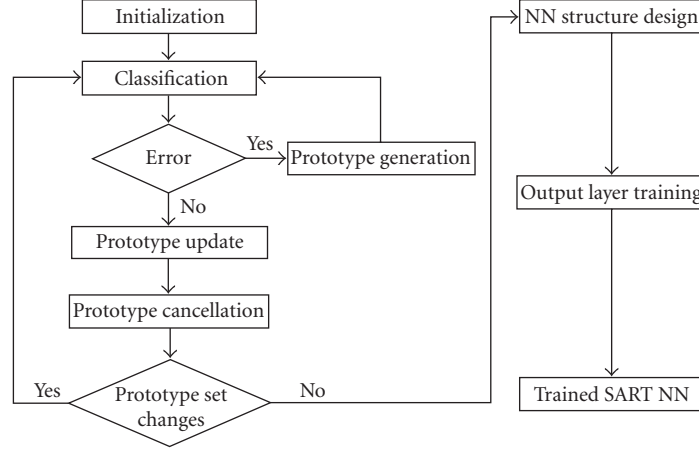 Initialization
Classification
Error
Yes
Prototype generation
No
Prototype update
Prototype cancellation
Prototype set
changes
Yes
No
NN structure design
Output layer training
Trained SART NN